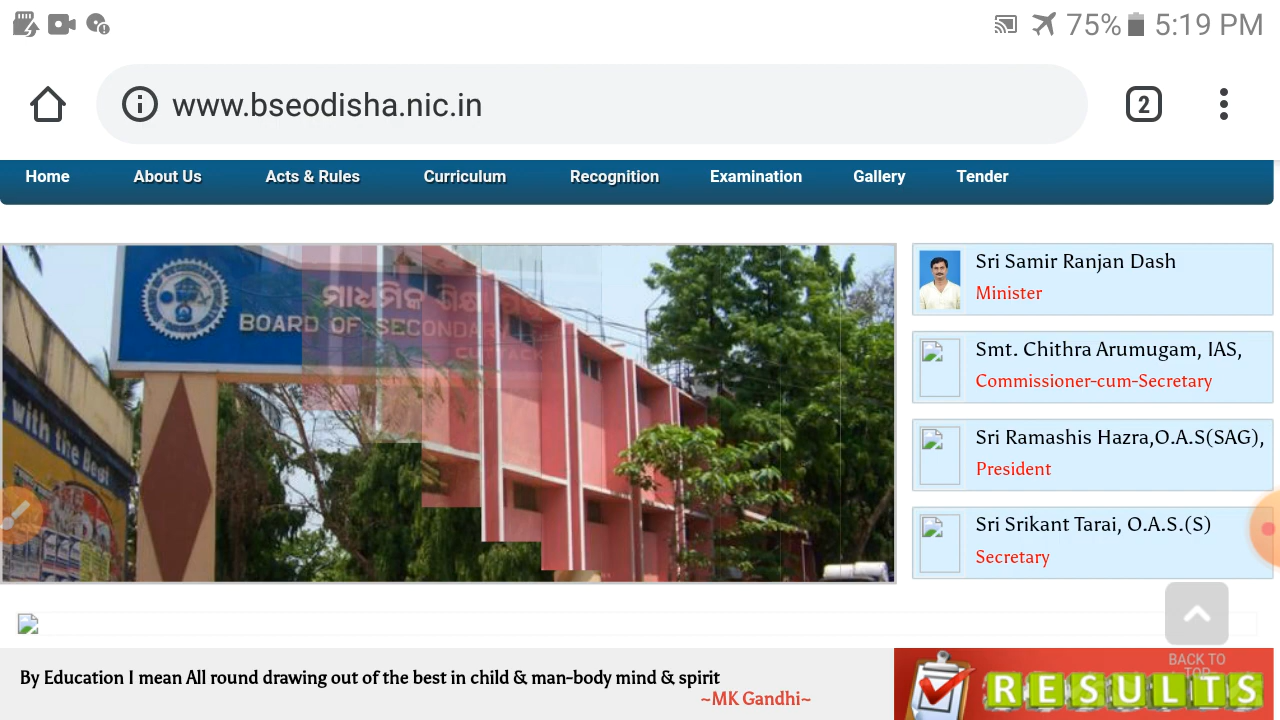 75% 5:19 PM
www.bseodisha.nic.in
2
Home About Us Acts & Rules Curriculum Recognition Examination Gallery Tender
ମାଧ୍ୟମିକ ଶିକ୍ଷା
BOARD OF SECONDARY
CUTTACK
with the Best
Sri Samir Ranjan Dash
Minister
Smt. Chithra Arumugam, IAS,
Commissioner-cum-Secretary
Sri Ramashis Hazra,O.A.S(SAG),
President
Sri Srikant Tarai, O.A.S.(S)
Secretary
BACK TO
TOP
By Education I mean All round drawing out of the best in child & man-body mind & spirit
~MK Gandhi~
RESULTS